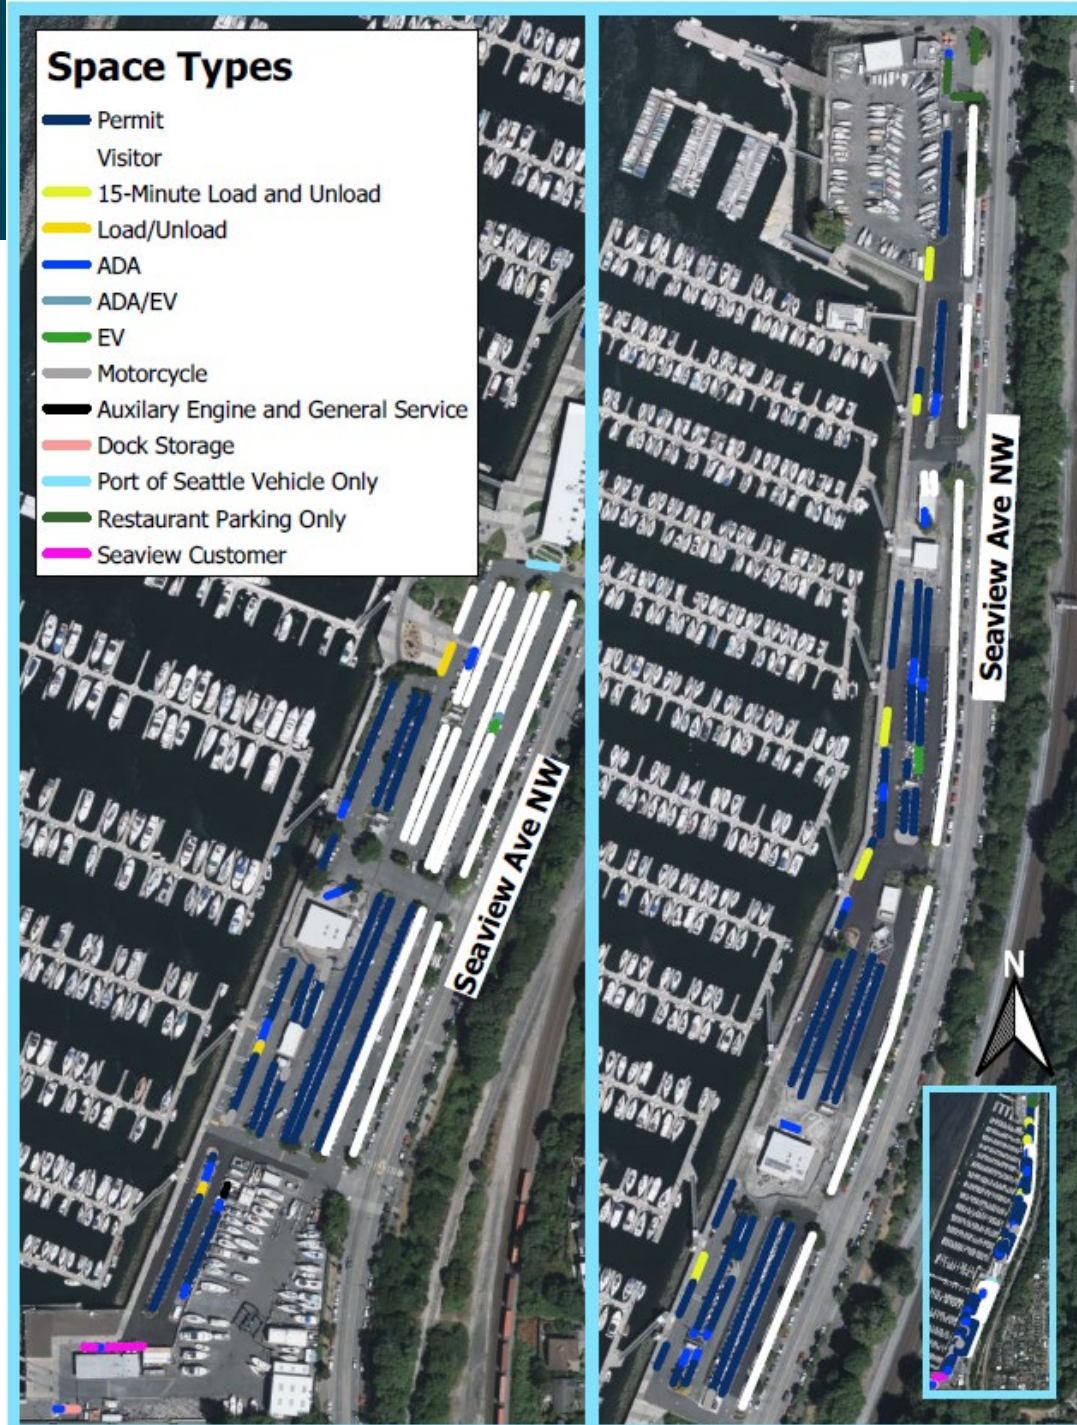 Space Types
Permit
Visitor
15-Minute Load and Unload
Load/Unload
ADA
ADA/EV
EV
Motorcycle
Auxilary Engine and General Service
Dock Storage
Port of Seattle Vehicle Only
Restaurant Parking Only
Seaview Customer
Seaview Ave NW
Seaview Ave NW
N